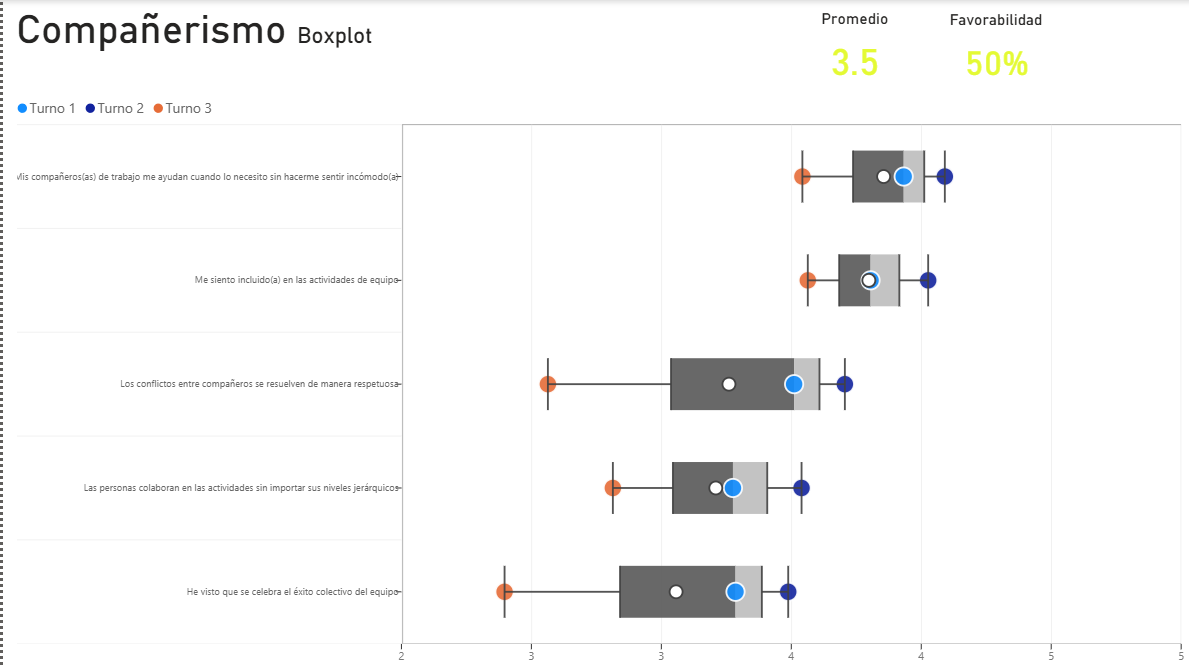 Compañerismo Boxplot
Promedio
Favorabilidad
3.5
50%
Turno 1
Turno 2
Turno 3
Mis compañeros(as) de trabajo me ayudan cuando lo necesito sin hacerme sentir incómodo(a)
Me siento incluido(a) en las actividades de equipo
Los conflictos entre compañeros se resuelven de manera respetuosa
Las personas colaboran en las actividades sin importar sus niveles jerárquicos
He visto que se celebra el éxito colectivo del equipo
2 3 3 4 4 5 5